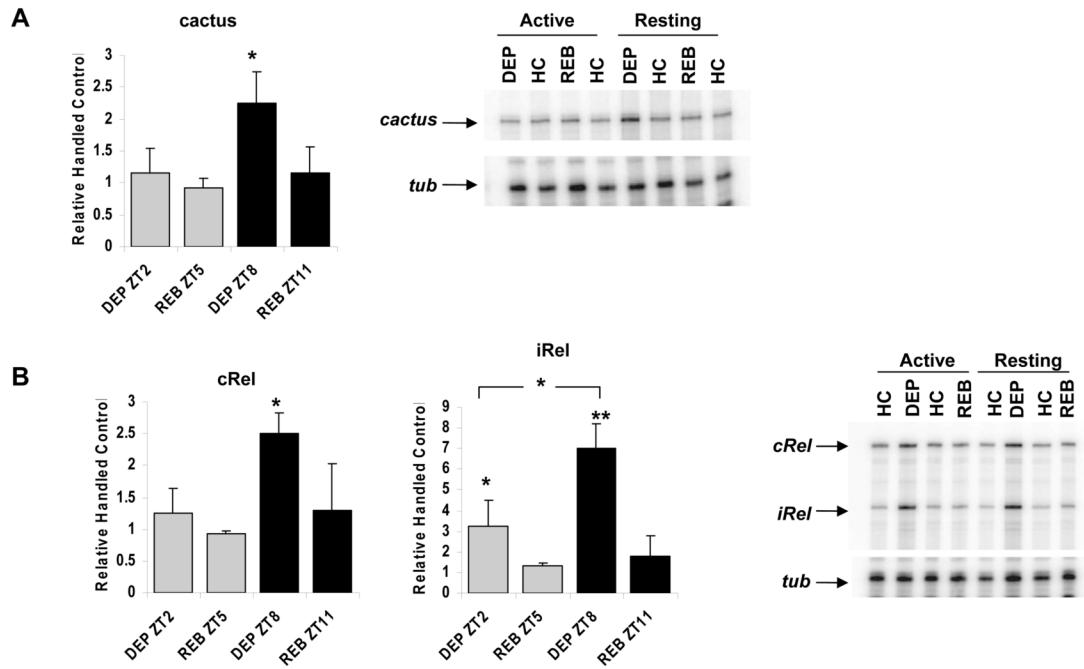 A
cactus
Relative Handled Control
3
2.5
2
1.5
1
0.5
0
*
DEP ZT2
REB ZT5
DEP ZT8
REB ZT11
Active Resting
DEP HC REB HC DEP HC REB HC
cactus
tub
B
cRel
Relative Handled Control
3
2.5
2
1.5
1
0.5
0
*
DEP ZT2
REB ZT5
DEP ZT8
REB ZT11
iRel
Relative Handled Control
9
8
7
6
5
4
3
2
1
0
*
*
**
DEP ZT2
REB ZT5
DEP ZT8
REB ZT11
Active Resting
HC DEP HC REB HC DEP HC REB
cRel
iRel
tub